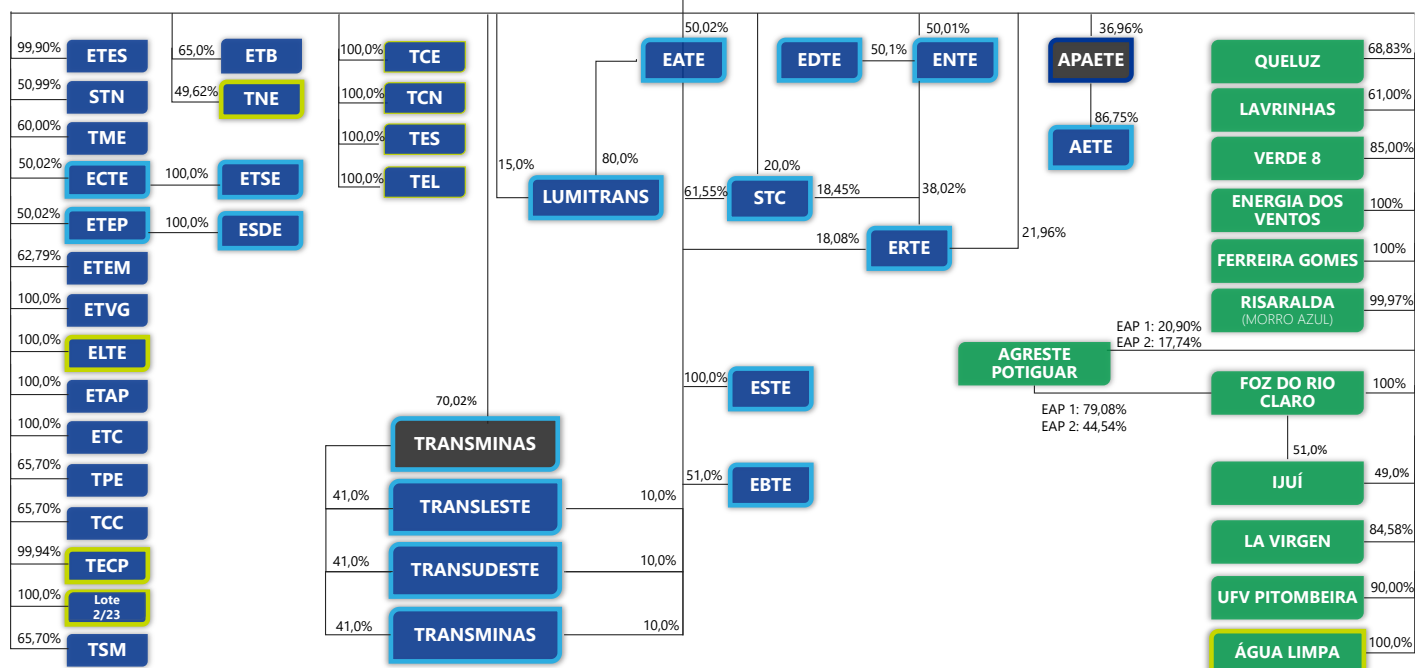 99,90%
ETES
50,99%
STN
60,00%
TME
50,02%
ECTE
100,0%
ETSE
50,02%
ETEP
100,0%
ESDE
62,79%
ETEM
100,0%
ETVG
100,0%
ELTE
100,0%
ETAP
100,0%
ETC
65,70%
TPE
65,70%
TCC
99,94%
TECP
100,0%
Lote
2/23
65,70%
TSM
65,0%
ETB
49,62%
TNE
100,0%
TCE
100,0%
TCN
100,0%
TES
100,0%
TEL
70,02%
TRANSMINAS
41,0%
TRANSLESTE
10,0%
41,0%
TRANSUDESTE
10,0%
41,0%
TRANSMINAS
10,0%
50,02%
EATE
15,0%
80,0%
LUMITRANS
EDTE
50,1%
50,01%
ENTE
20,0%
61,55%
STC
18,45%
38,02%
18,08%
ERTE
21,96%
100,0%
ESTE
51,0%
EBTE
36,96%
APAETE
86,75%
AETE
QUELUZ
68,83%
LAVRINHAS
61,00%
VERDE 8
85,00%
ENERGIA DOS
VENTOS
100%
FERREIRA GOMES
100%
RISARALDA
(MORRO AZUL)
99,97%
EAP 1: 20,90%
EAP 2: 17,74%
AGRESTE
POTIGUAR
EAP 1: 79,08%
EAP 2: 44,54%
FOZ DO RIO
CLARO
100%
51,0%
IJUÍ
49,0%
LA VIRGEN
84,58%
UFV PITOMBEIRA
90,00%
ÁGUA LIMPA
100,0%